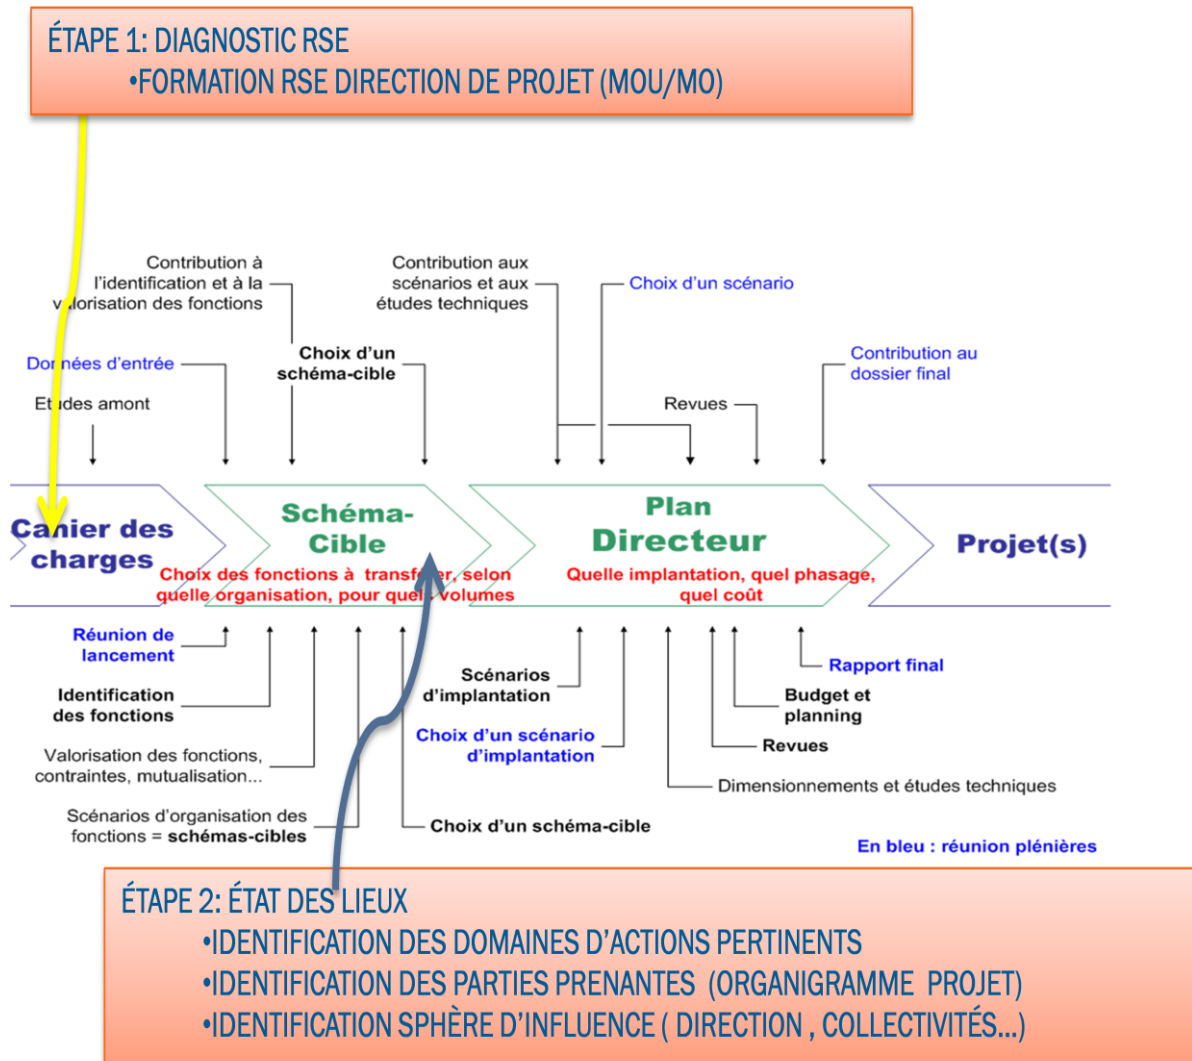 ÉTAPE 1: DIAGNOSTIC RSE
•FORMATION RSE DIRECTION DE PROJET (MOU/MO)
Contribution à
l'identification et à la
valorisation des fonctions
Contribution aux
scénarios et aux
études techniques
Choix d'un scénario
Données d'entrée
Choix d'un
schéma-cible
Contribution au
dossier final
Etudes amont
Revues
Cahier des
charges
Schéma-
Cible
Choix des fonctions à transférer, selon
quelle organisation, pour quels volumes
Plan
Directeur
Quelle implantation, quel phasage,
quel coût
Projet(s)
Réunion de
lancement
Identification
des fonctions
Valorisation des fonctions,
contraintes, mutualisation...
Scénarios d'organisation des
fonctions = schémas-cibles
Choix d'un schéma-cible
Scénarios
d'implantation
Choix d'un scénario
d'implantation
Rapport final
Budget et
planning
Revues
Dimensionnements et études techniques
En bleu : réunion plénières
ÉTAPE 2: ÉTAT DES LIEUX
•IDENTIFICATION DES DOMAINES D'ACTIONS PERTINENTS
•IDENTIFICATION DES PARTIES PRENANTES (ORGANIGRAMME PROJET)
•IDENTIFICATION SPHÈRE D'INFLUENCE ( DIRECTION , COLLECTIVITÉS...)